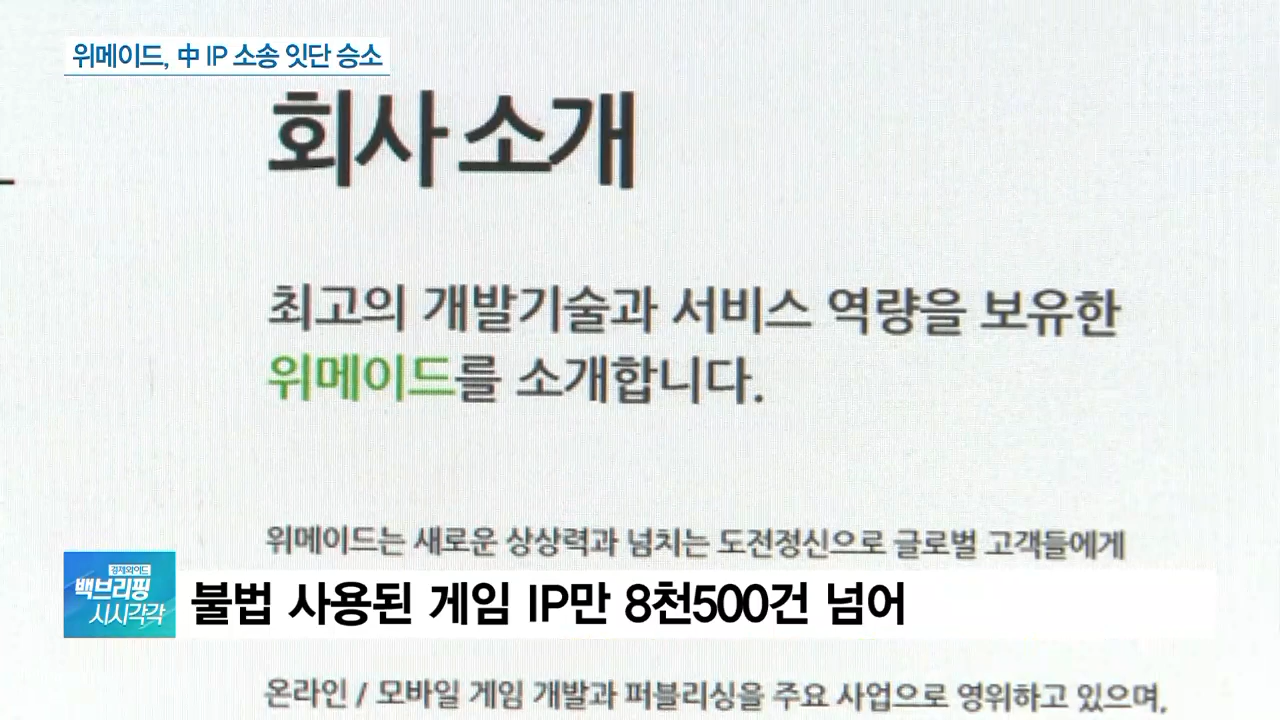 위메이드, 中 IP 소송 잇단 승소
회사 소개
최고의 개발기술과 서비스 역량을 보유한
위메이드를 소개합니다.
위메이드는 새로운 상상력과 넘치는 도전정신으로 글로벌 고객들에게
경제와이드
백브리핑
시시각각
불법 사용된 게임 IP만 8천500건 넘어
온라인 / 모바일 게임 개발과 퍼블리싱을 주요 사업으로 영위하고 있으며,